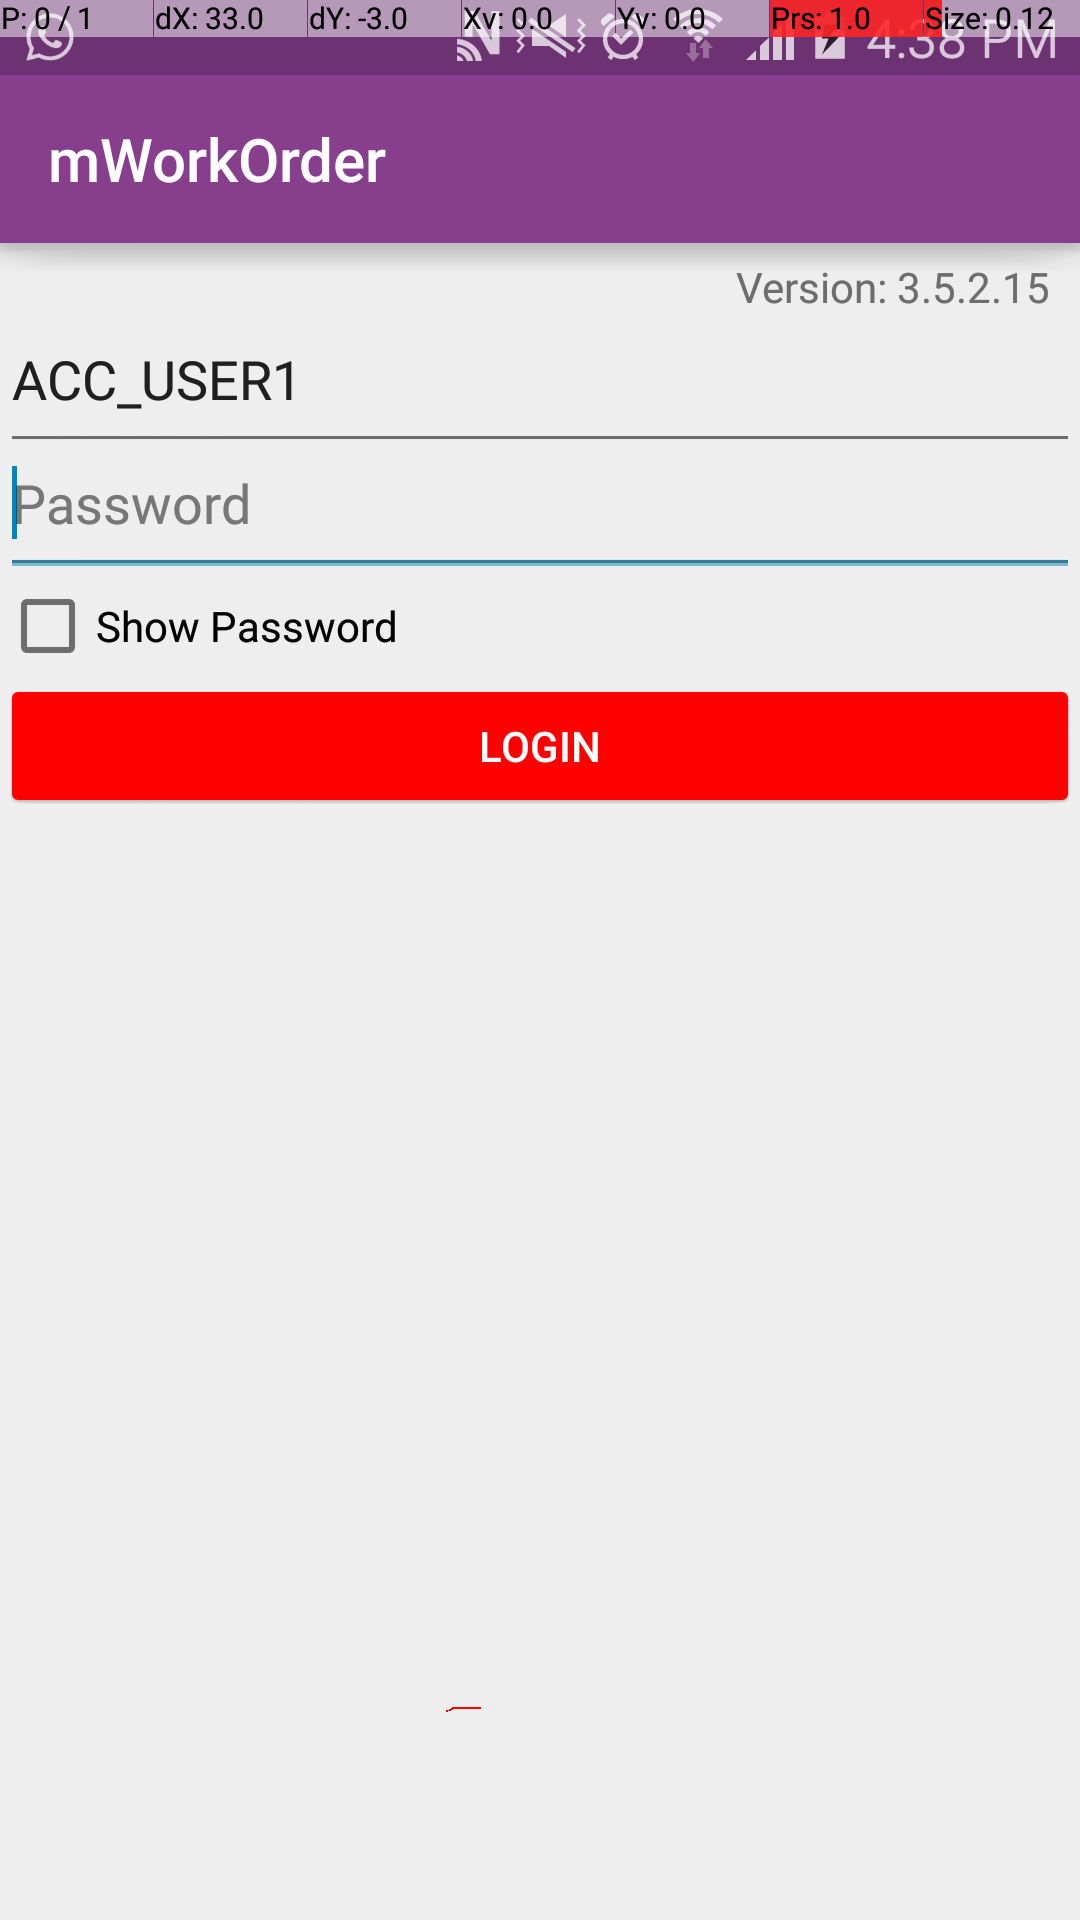 P: 0 / 1 dX: 33.0 dY: -3.0 Xv: 0.0 Yv: 0.0 Prs: 1.0 Size: 0.12
4:38 PM
mWorkOrder
Version: 3.5.2.15
ACC_USER1
Password
Show Password
LOGIN